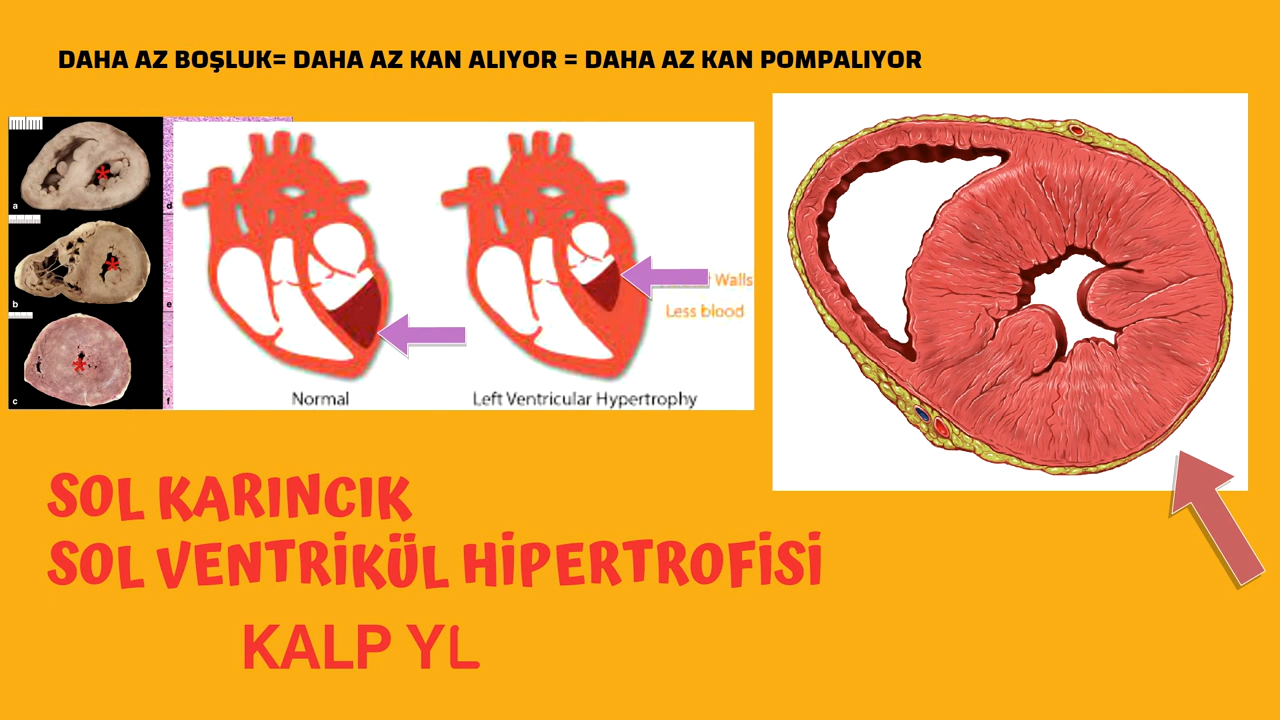 DAHA AZ BOŞLUK= DAHA AZ KAN ALIYOR = DAHA AZ KAN POMPALIYOR
a
d
b
e
c
f
Walls
Less blood
Normal
Left Ventricular Hypertrophy
SOL KARINCIK
SOL VENTRİKÜL HİPERTROFİSİ
KALP YL